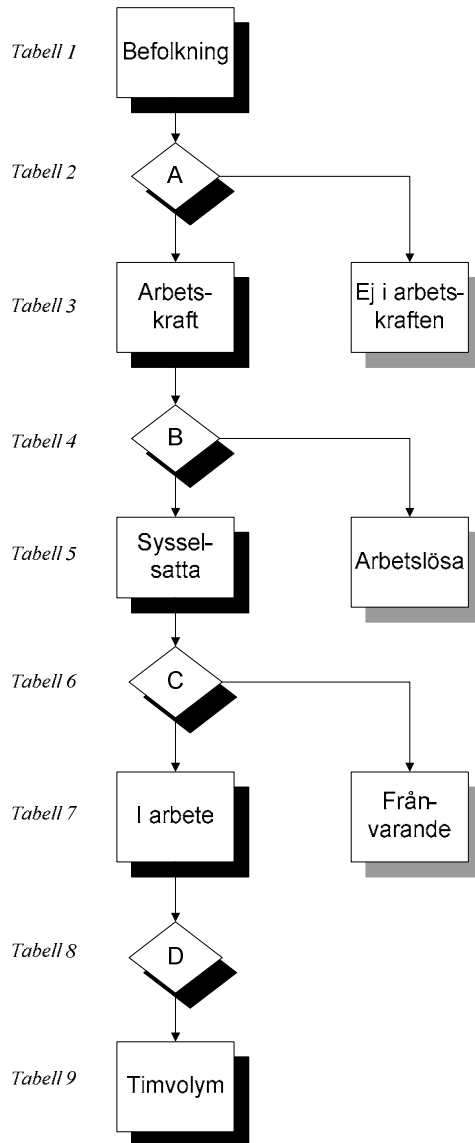 Tabell 1
Befolkning
Tabell 2
A
Tabell 3
Arbets-
kraft
Ej i arbets-
kraften
Tabell 4
B
Tabell 5
Syssel-
satta
Arbetslösa
Tabell 6
C
Tabell 7
I arbete
Från-
varande
Tabell 8
D
Tabell 9
Timvolym